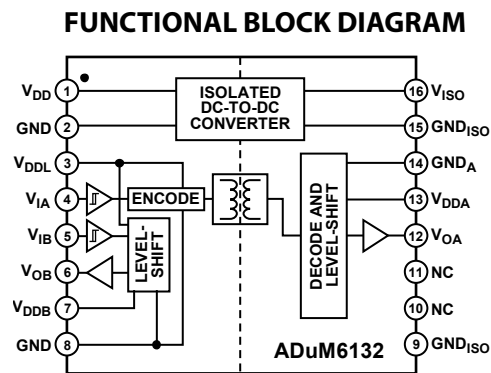 FUNCTIONAL BLOCK DIAGRAM
VDD 1
GND 2
VDDL 3
VIA 4
VIB 5
VOB 6
VDDB 7
GND 8
ISOLATED
DC-TO-DC
CONVERTER
ENCODE
LEVEL-
SHIFT
DECODE AND
LEVEL-SHIFT
16 VISO
15 GNDISO
14 GNDA
13 VDDA
12 VOA
11 NC
10 NC
9 GNDISO
ADuM6132